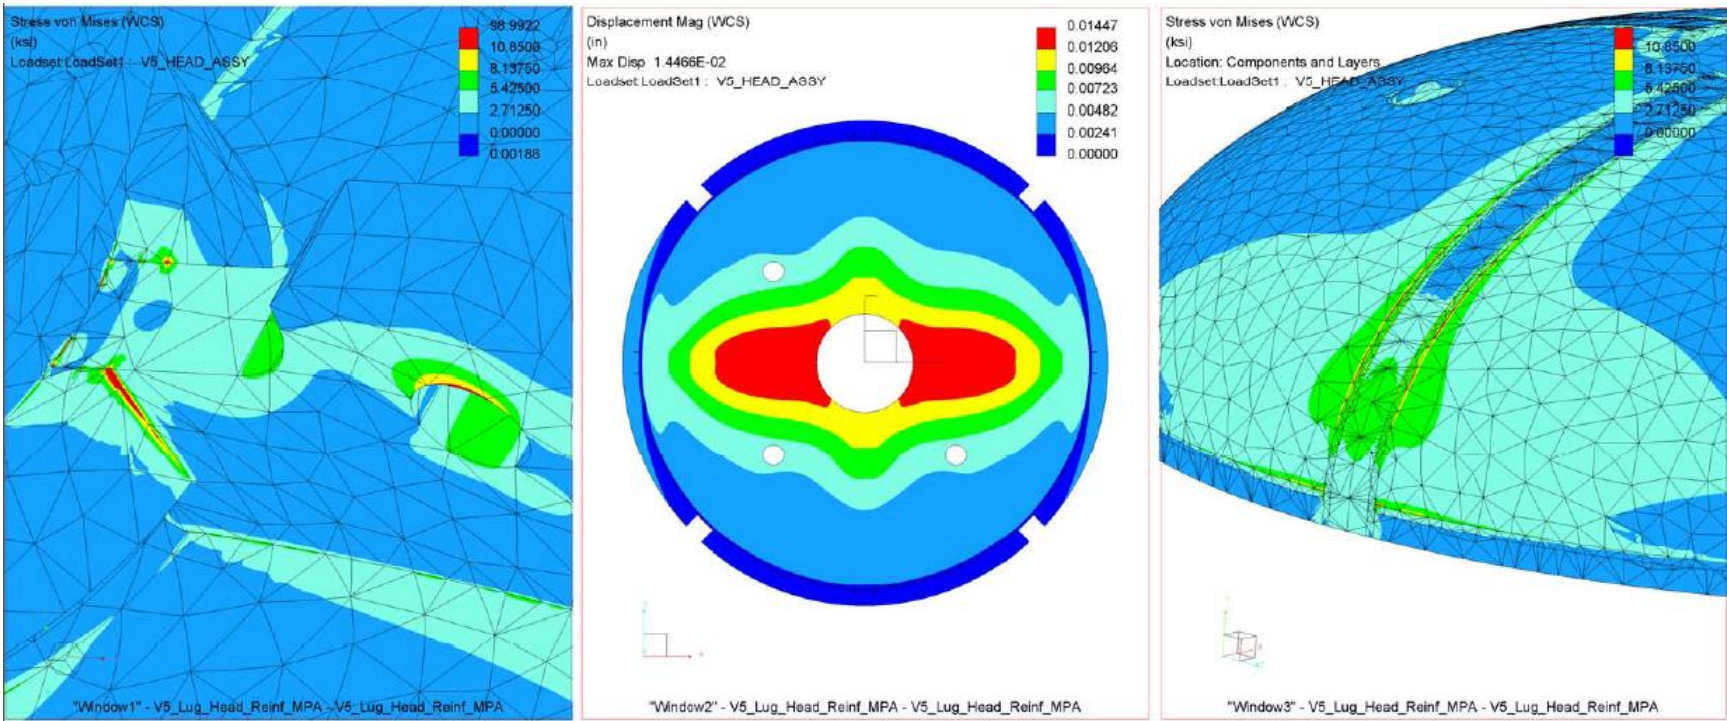 Stress von Mises (WCS)
(ksi)
Loadset:LoadSet1 : V5_HEAD_ASSY
98.9922
10.8500
8.13750
5.42500
2.71250
0.00000
0.00186
"Window1" - V5_Lug_Head_Reinf_MPA - V5_Lug_Head_Reinf_MPA
Displacement Mag (WCS)
(in)
Max Disp 1.4466E-02
Loadset:LoadSet1 : V5_HEAD_ASSY
0.01447
0.01206
0.00964
0.00723
0.00482
0.00241
0.00000
"Window2" - V5_Lug_Head_Reinf_MPA - V5_Lug_Head_Reinf_MPA
Stress von Mises (WCS)
(ksi)
Location: Components and Layers
Loadset:LoadSet1 : V5_HEAD_ASSY
10.8500
8.13750
5.42500
2.71250
0.00000
"Window3" - V5_Lug_Head_Reinf_MPA - V5_Lug_Head_Reinf_MPA